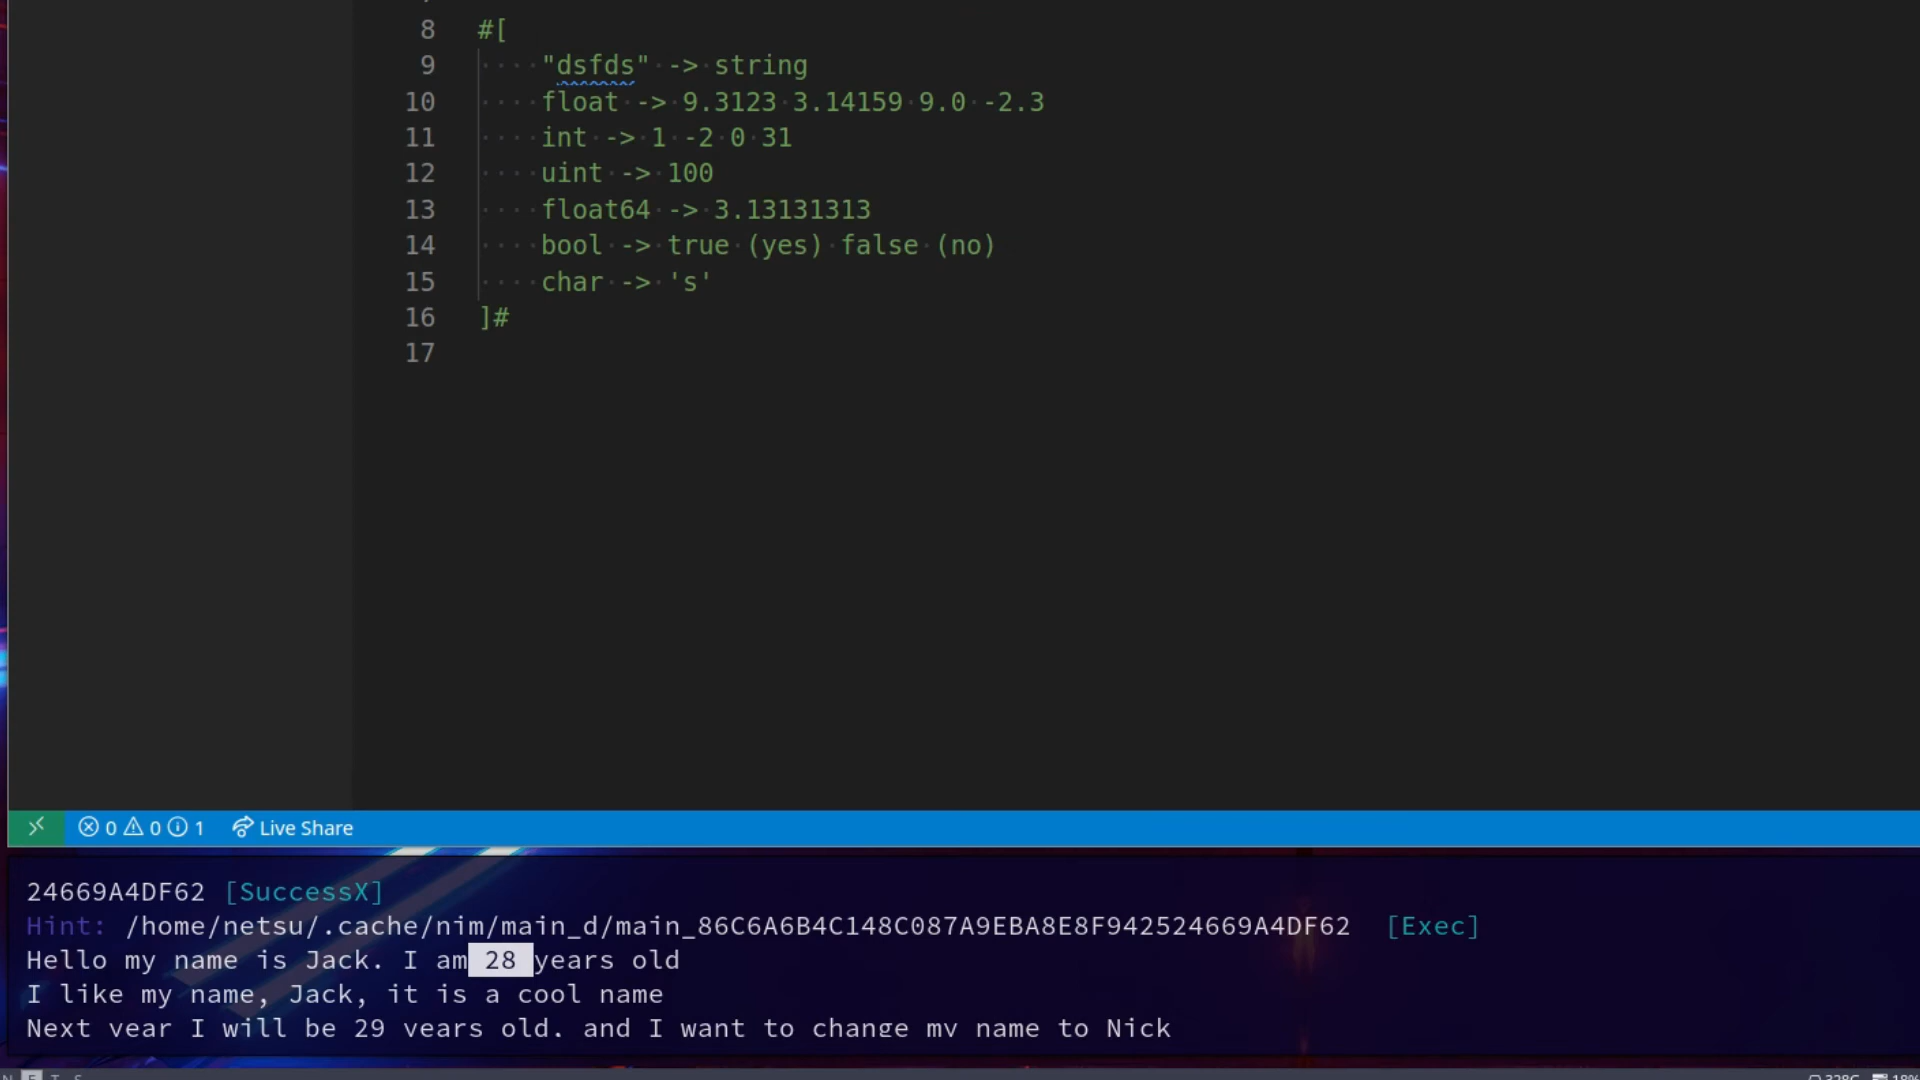 8 #[
9 "dsfds" -> string
10 float -> 9.3123 3.14159 9.0 -2.3
11 int -> 1 -2 0 31
12 uint -> 100
13 float64 -> 3.13131313
14 bool -> true (yes) false (no)
15 char -> 's'
16 ]#
17
0 0 1 Live Share
24669A4DF62 [SuccessX]
Hint: /home/netsu/.cache/nim/main_d/main_86C6A6B4C148C087A9EBA8E8F942524669A4DF62 [Exec]
Hello my name is Jack. I am 28 years old
I like my name, Jack, it is a cool name
Next year I will be 29 years old. and I want to change my name to Nick